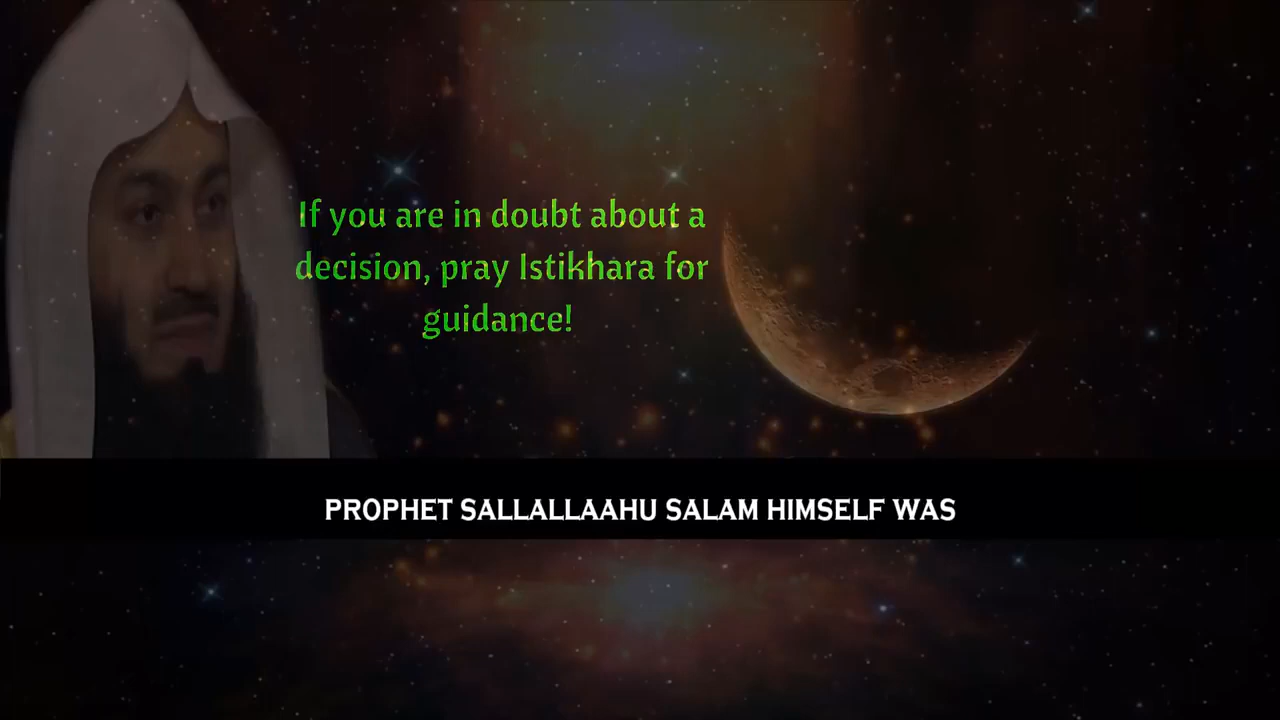 If you are in doubt about a
decision, pray Istikhara for
guidance!
PROPHET SALLALLAAHU SALAM HIMSELF WAS